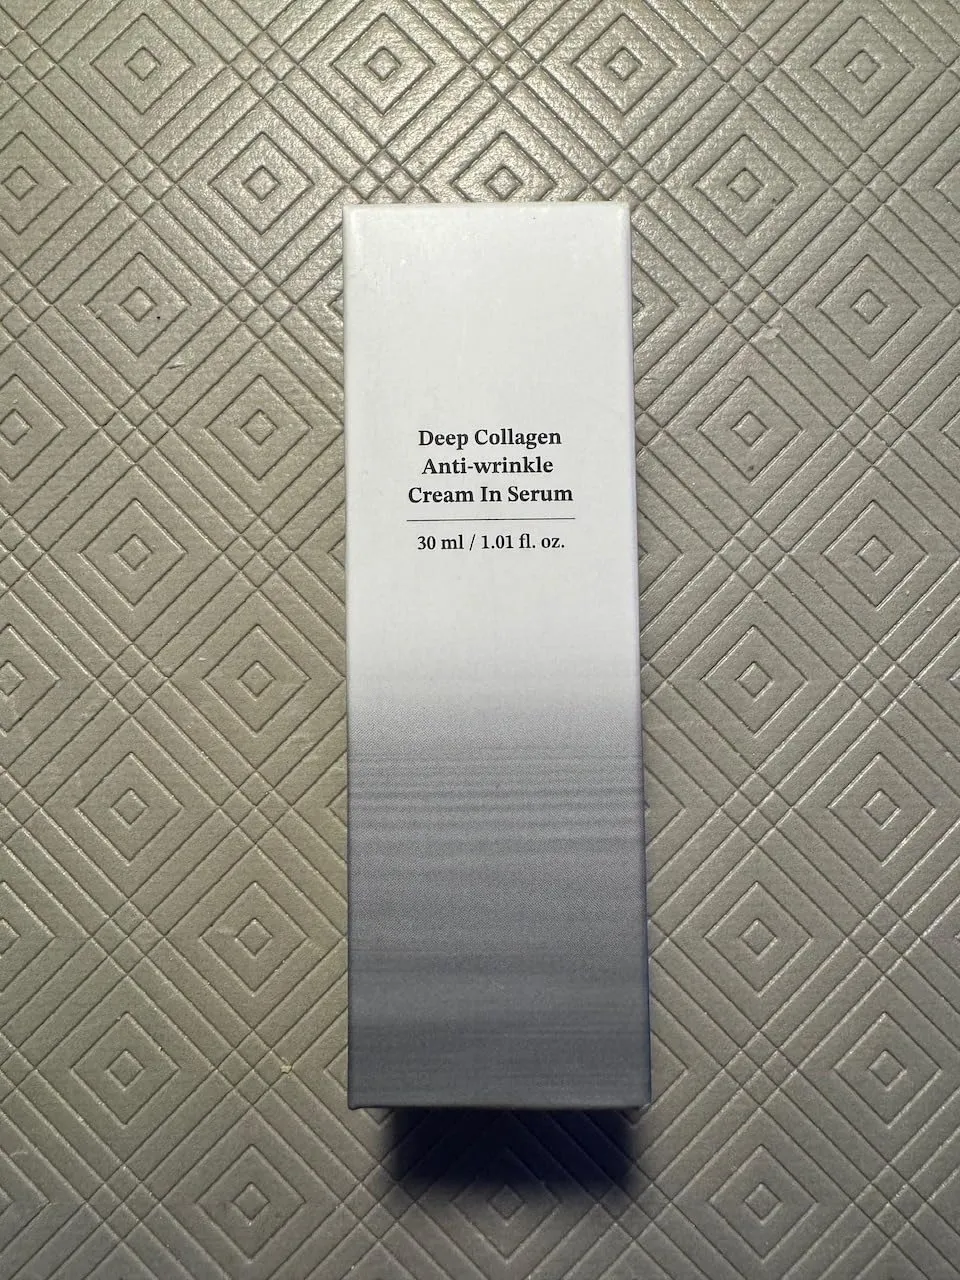 Deep Collagen
Anti-wrinkle
Cream In Serum
30 ml / 1.01 fl. oz.